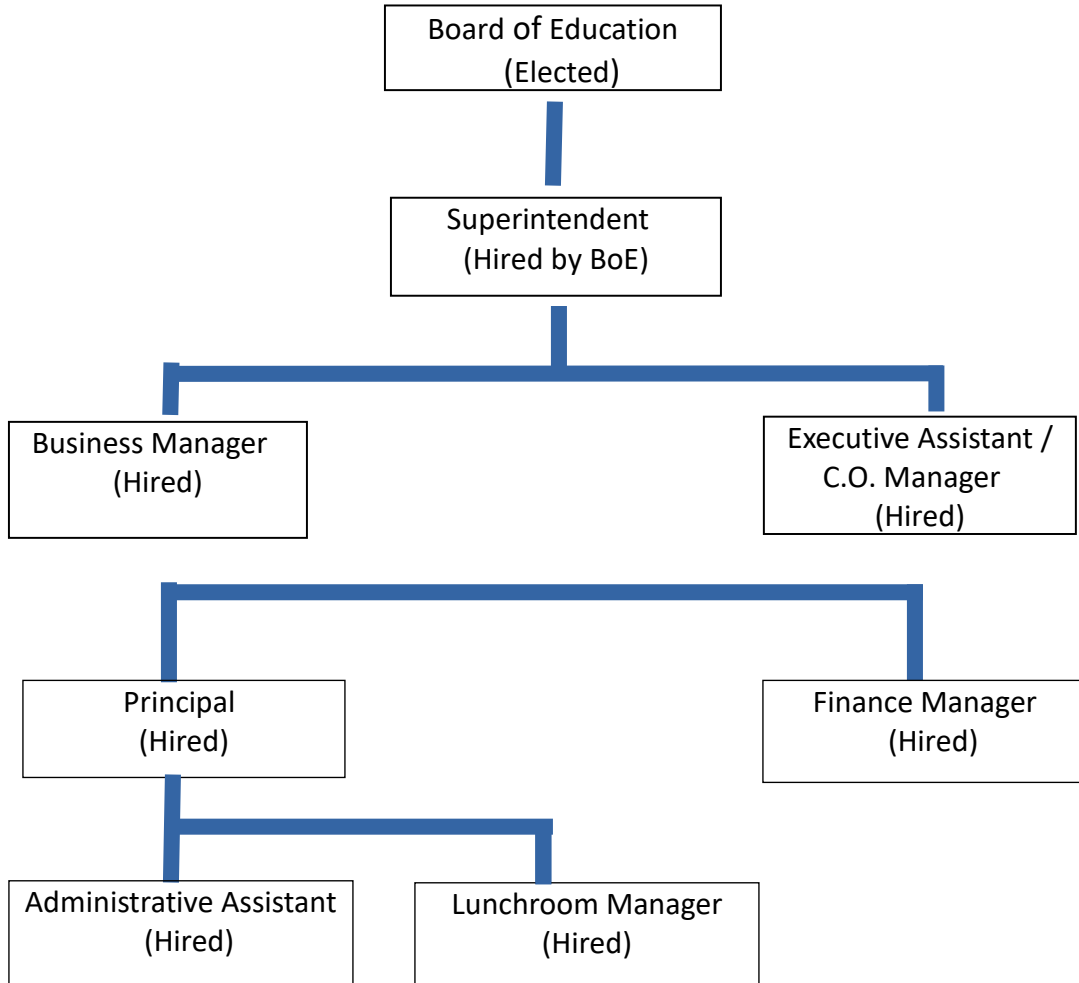 Board of Education
(Elected)
Superintendent
(Hired by BoE)
Business Manager
(Hired)
Executive Assistant /
C.O. Manager
(Hired)
Principal
(Hired)
Finance Manager
(Hired)
Administrative Assistant
(Hired)
Lunchroom Manager
(Hired)